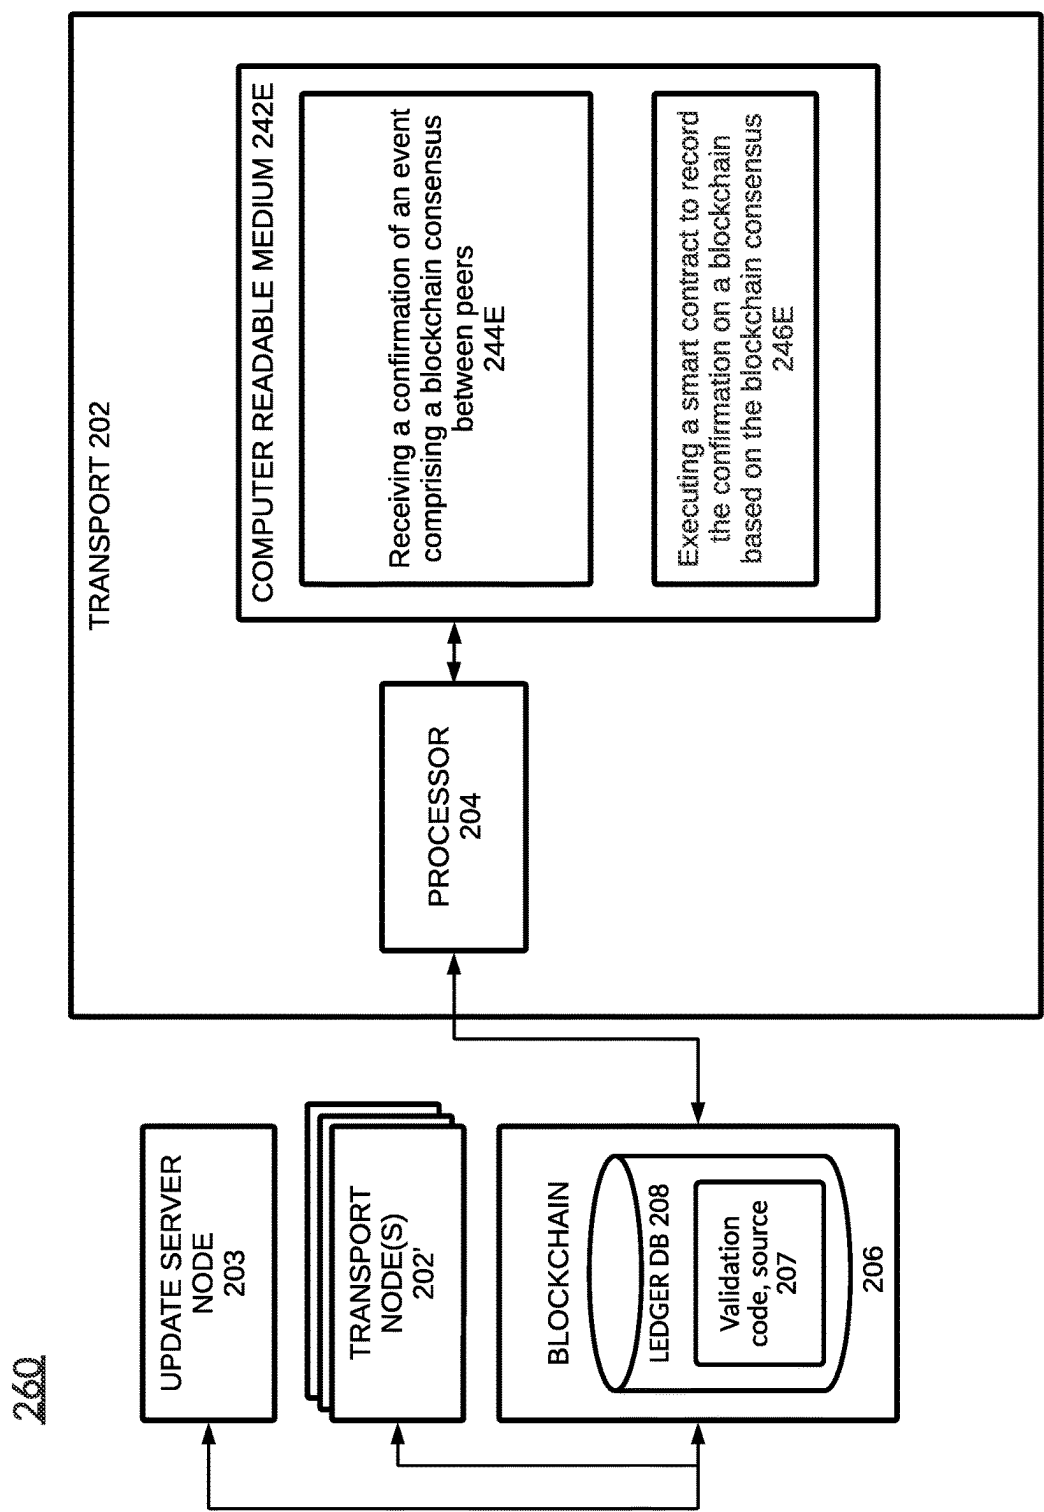 260
UPDATE SERVER
NODE
203
TRANSPORT
NODE(S)
202'
BLOCKCHAIN
LEDGER DB 208
Validation
code, source
207
206
TRANSPORT 202
PROCESSOR
204
COMPUTER READABLE MEDIUM 242E
Receiving a confirmation of an event
comprising a blockchain consensus
between peers
244E
Executing a smart contract to record
the confirmation on a blockchain
based on the blockchain consensus
246E